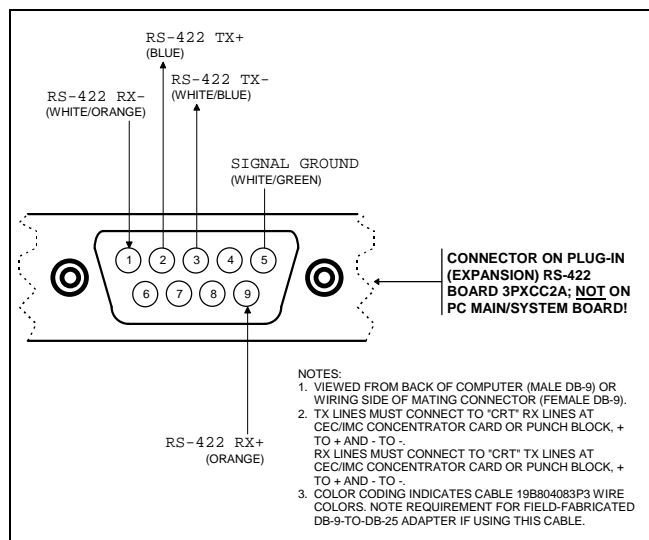 RS-422 TX+
(BLUE)
RS-422 TX-
(WHITE/BLUE)
RS-422 RX-
(WHITE/ORANGE)
SIGNAL GROUND
(WHITE/GREEN)
1 2 3 4 5
6 7 8 9
CONNECTOR ON PLUG-IN
(EXPANSION) RS-422
BOARD 3PXCC2A; NOT ON
PC MAIN/SYSTEM BOARD!
RS-422 RX+
(ORANGE)
NOTES:
1. VIEWED FROM BACK OF COMPUTER (MALE DB-9) OR
WIRING SIDE OF MATING CONNECTOR (FEMALE DB-9).
2. TX LINES MUST CONNECT TO "CRT" RX LINES AT
CEC/IMC CONCENTRATOR CARD OR PUNCH BLOCK, +
TO + AND - TO -.
RX LINES MUST CONNECT TO "CRT" TX LINES AT
CEC/IMC CONCENTRATOR CARD OR PUNCH BLOCK, +
TO + AND - TO -.
3. COLOR CODING INDICATES CABLE 19B804083P3 WIRE
COLORS. NOTE REQUIREMENT FOR FIELD-FABRICATED
DB-9-TO-DB-25 ADAPTER IF USING THIS CABLE.